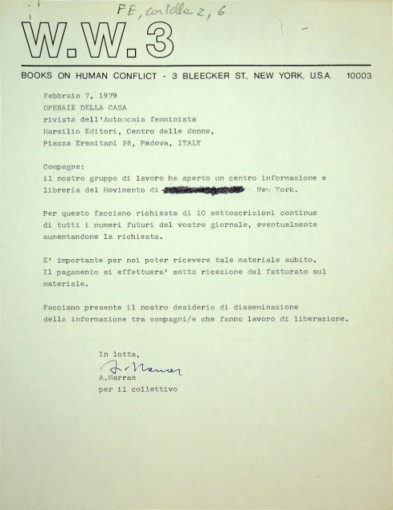 FE, cartella 2, 6
W.W.3
BOOKS ON HUMAN CONFLICT - 3 BLEECKER ST., NEW YORK, U.S.A. 10003
Febbraio 7, 1979
OPERAIE DELLA CASA
rivista dell'Autonomia femminista
Marsilio Editori, Centro delle donne,
Piazza Eremitani 26, Padova, ITALY
Compagne:
il nostro gruppo di lavoro ha aperto un centro informazione e
libreria del Movimento di New York.
Per questo facciamo richiesta di 10 sottoscrizioni continue
di tutti i numeri futuri del vostro giornale, eventualmente
aumentandone la richiesta.
E' importante per noi poter ricevere tale materiale subito.
Il pagamento si effettuera' sotto ricezione del fatturato sul
materiale.
Facciamo presente il nostro desiderio di disseminazione
della informazione tra compagni/e che fanno lavoro di liberazione.
In lotta,
A. Marras
A.Marras
per il collettivo